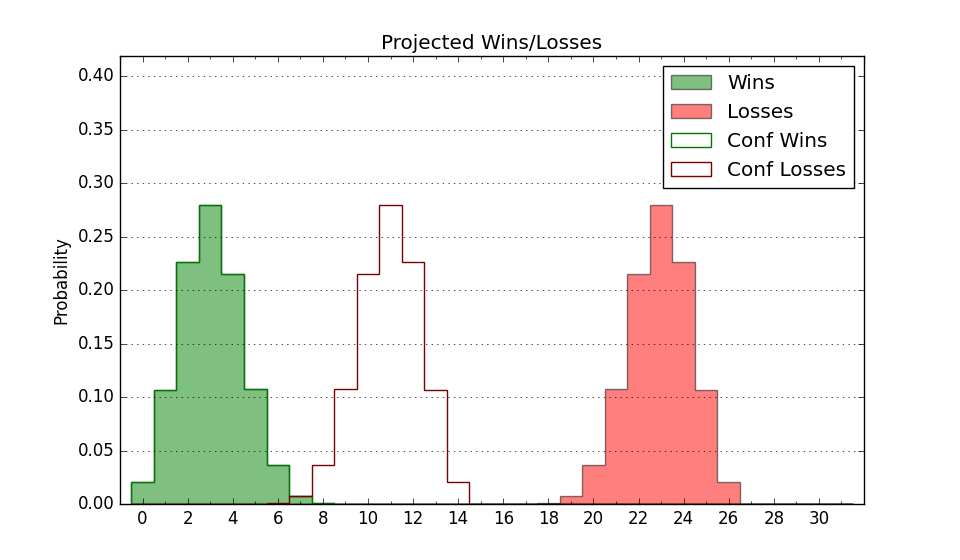 Projected Wins/Losses
Wins
Losses
Conf Wins
Conf Losses
Probability
0.40
0.35
0.30
0.25
0.20
0.15
0.10
0.05
0.00
0 2 4 6 8 10 12 14 16 18 20 22 24 26 28 30